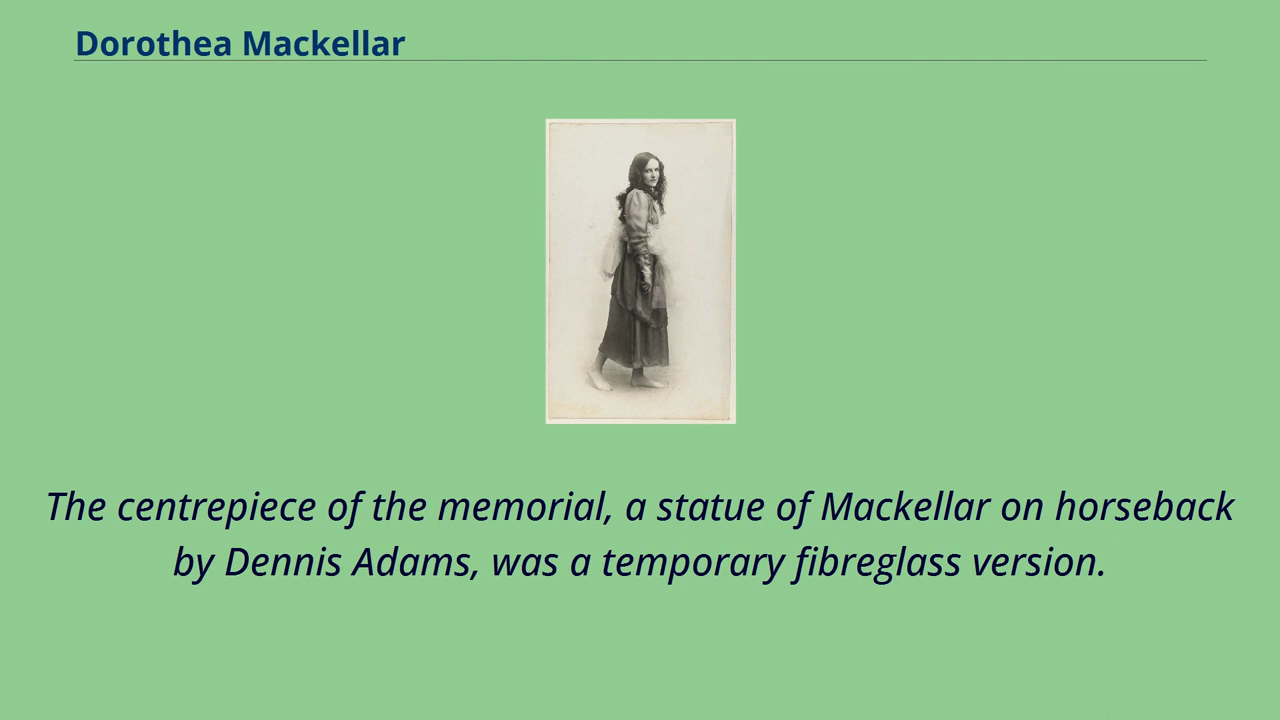 Dorothea Mackellar
The centrepiece of the memorial, a statue of Mackellar on horseback
by Dennis Adams, was a temporary fibreglass version.